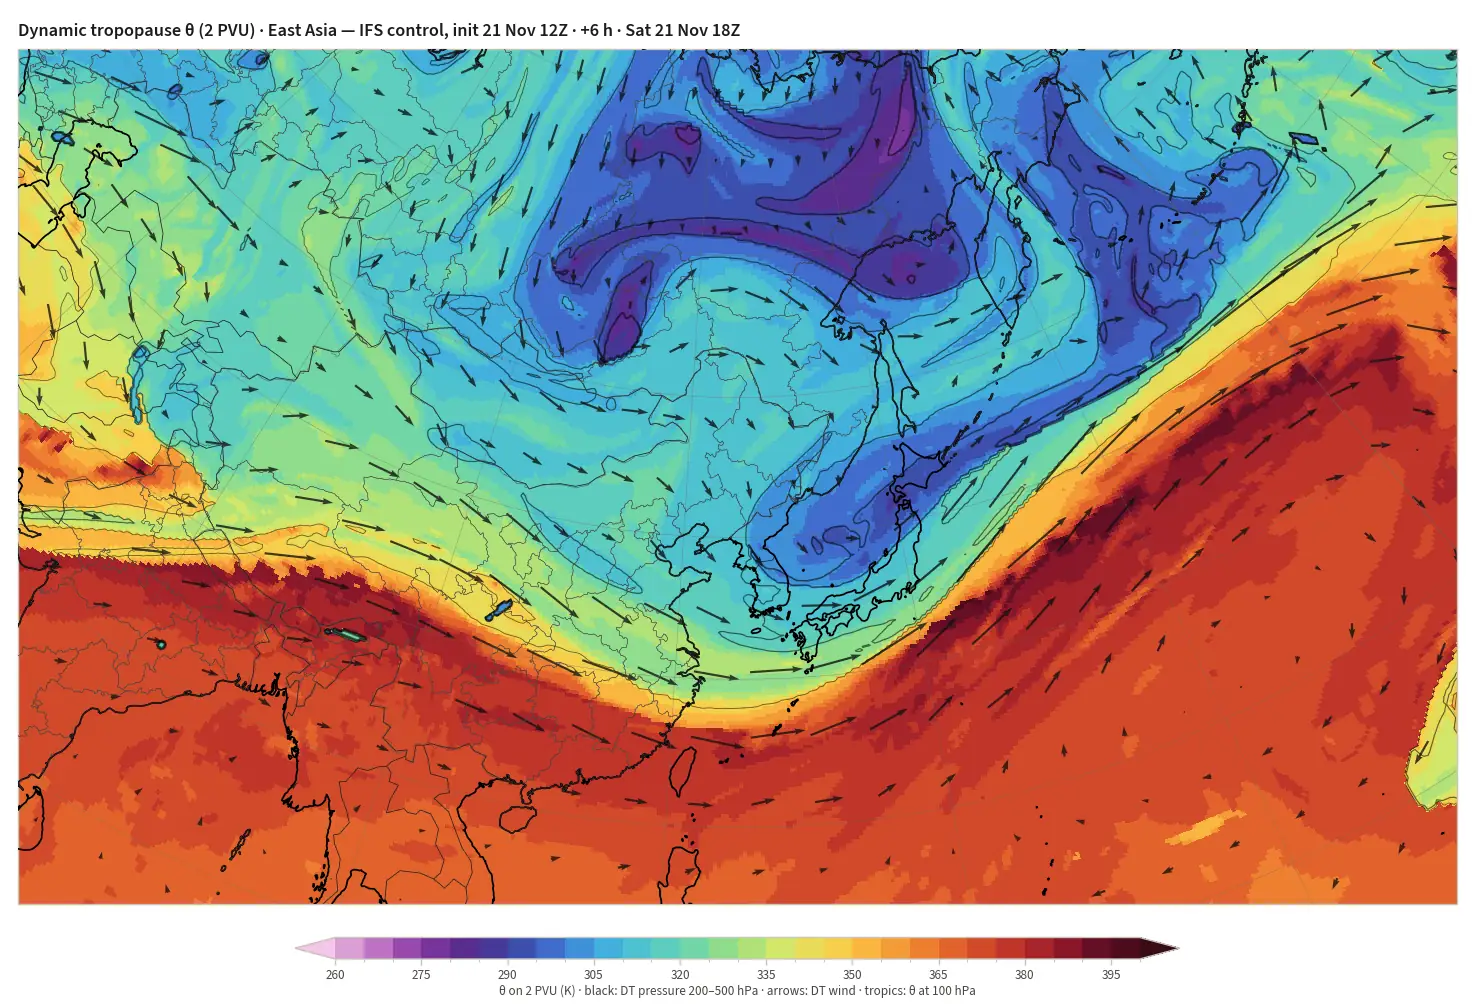 Dynamic tropopause θ (2 PVU) · East Asia — IFS control, init 21 Nov 12Z · +6 h · Sat 21 Nov 18Z
260 275 290 305 320 335 350 365 380 395
θ on 2 PVU (K) · black: DT pressure 200–500 hPa · arrows: DT wind · tropics: θ at 100 hPa